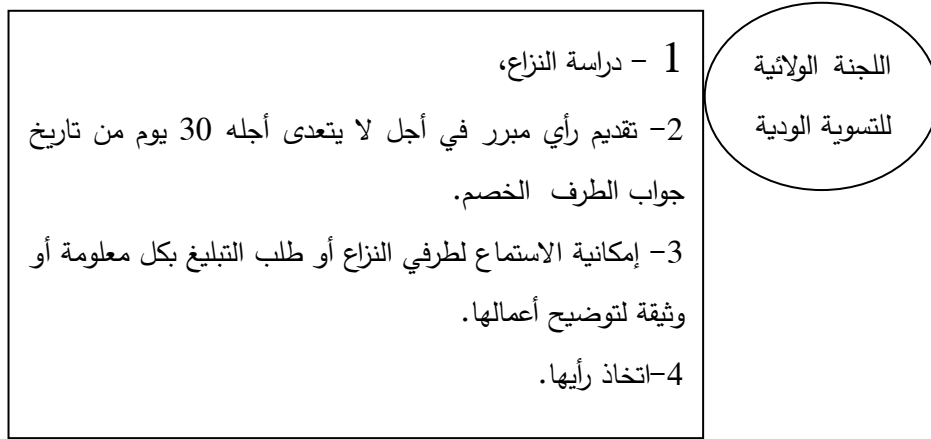 اللجنة الولائية
للتسوية الودية
1 - دراسة النزاع،
2- تقديم رأي مبرر في أجل لا يتعدى أجله 30 يوم من تاريخ
جواب الطرف الخصم.
3- إمكانية الاستماع لطرفي النزاع أو طلب التبليغ بكل معلومة أو
وثيقة لتوضيح أعمالها.
4-اتخاذ رأيها.